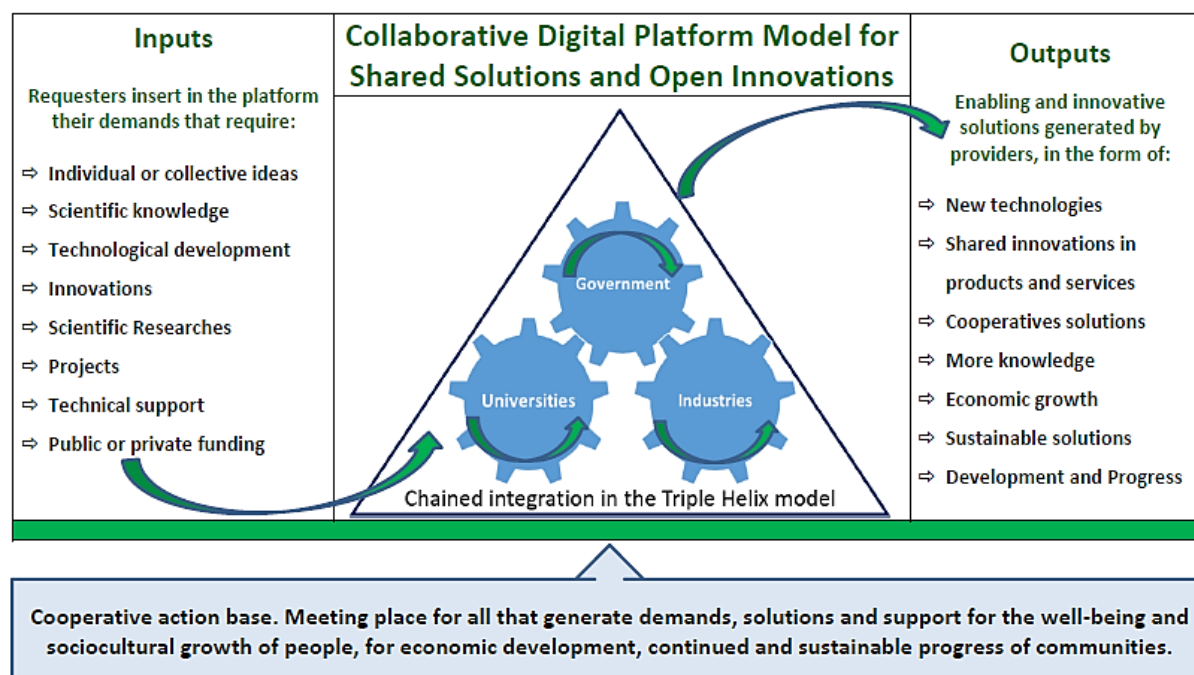 Inputs
Requesters insert in the platform
their demands that require:
⇨ Individual or collective ideas
⇨ Scientific knowledge
⇨ Technological development
⇨ Innovations
⇨ Scientific Researches
⇨ Projects
⇨ Technical support
⇨ Public or private funding
Collaborative Digital Platform Model for
Shared Solutions and Open Innovations
Government
Universities
Industries
Chained integration in the Triple Helix model
Outputs
Enabling and innovative
solutions generated by
providers, in the form of:
⇨ New technologies
⇨ Shared innovations in
products and services
⇨ Cooperatives solutions
⇨ More knowledge
⇨ Economic growth
⇨ Sustainable solutions
⇨ Development and Progress
Cooperative action base. Meeting place for all that generate demands, solutions and support for the well-being and
sociocultural growth of people, for economic development, continued and sustainable progress of communities.